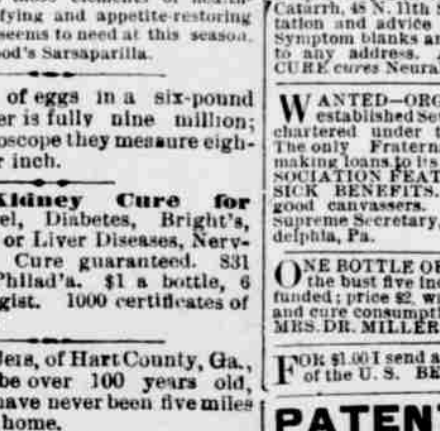 fying and appetite-restoring
seems to need at this season.
od's Sarsaparilla.
of eggs in a six-pound
er is fully nine million;
oscope they measure eigh-
r inch.
Kidney Cure for
el, Diabetes, Bright's,
or Liver Diseases, Nerv-
Cure guaranteed. 831
Philad'a. $1 a bottle, 6
gist. 1000 certificates of
ders, of Hart County, Ga.,
be over 100 years old,
have never been five miles
home.
Catarrh, 48 N. 11th S
tation and advice
Symptom blanks an
to any address.
CURE cures Neura
WANTED—ORG
established Sev
chartered under
The only Fratern
making loans to its
SOCIATION FEAT
SICK BENEFITS.
good canvassers.
Supreme Secretary,
delphia, Pa.
ONE BOTTLE OF
the bust five inc
funded; price $2, w
and cure consumpti
MRS. DR. MILLER
FOR $1.00 I send a
of the U. S. BE
PATEN